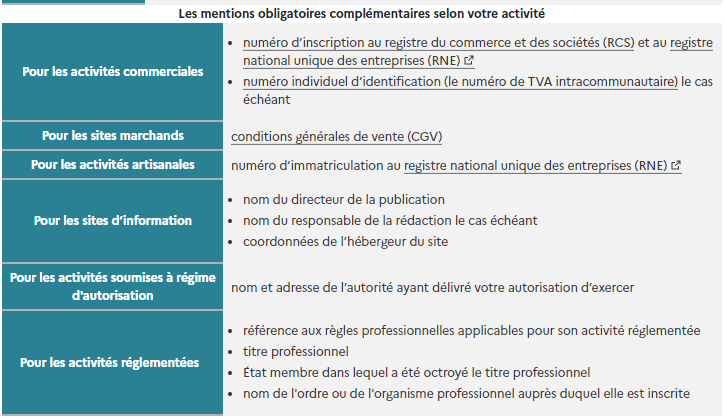 Les mentions obligatoires complémentaires selon votre activité
Pour les activités commerciales
numéro d’inscription au registre du commerce et des sociétés (RCS) et au registre
national unique des entreprises (RNE)
numéro individuel d’identification (le numéro de TVA intracommunautaire) le cas
échéant
Pour les sites marchands
conditions générales de vente (CGV)
Pour les activités artisanales
numéro d’immatriculation au registre national unique des entreprises (RNE)
Pour les sites d’information
nom du directeur de la publication
nom du responsable de la rédaction le cas échéant
coordonnées de l’hébergeur du site
Pour les activités soumises à régime
d'autorisation
nom et adresse de l’autorité ayant délivré votre autorisation d’exercer
Pour les activités réglementées
référence aux règles professionnelles applicables pour son activité réglementée
titre professionnel
État membre dans lequel a été octroyé le titre professionnel
nom de l'ordre ou de l'organisme professionnel auprès duquel elle est inscrite